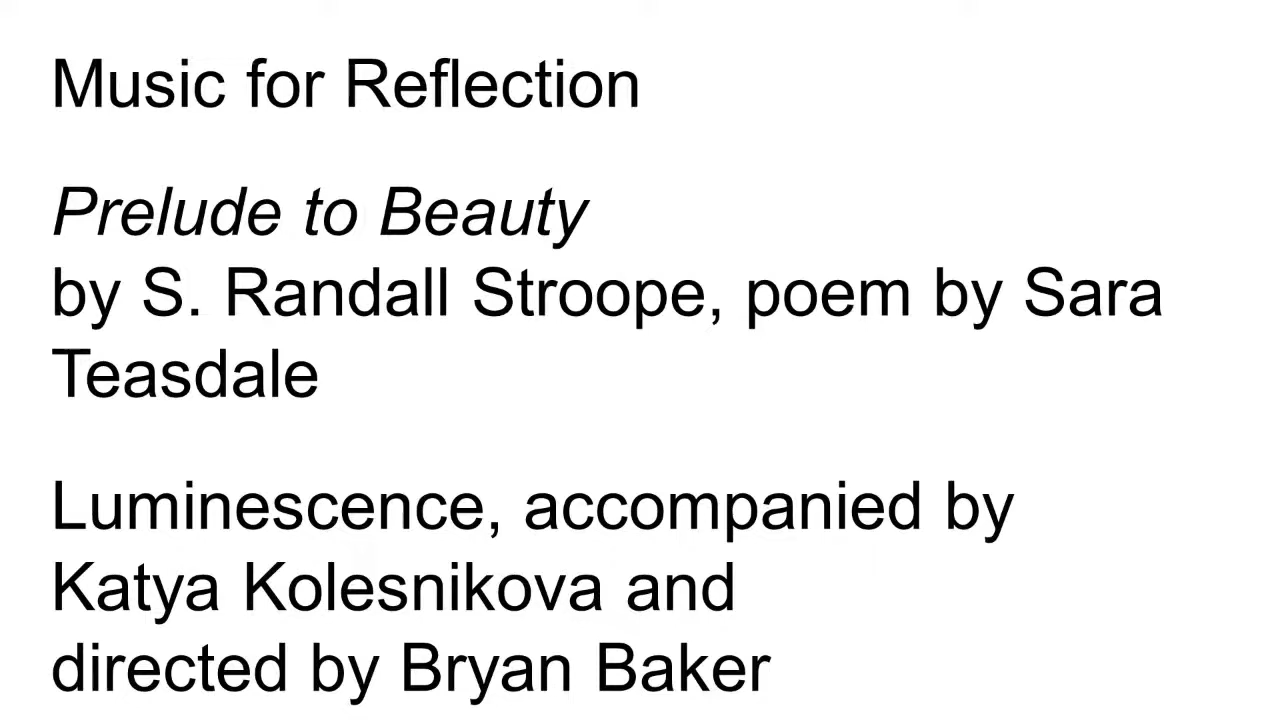 Music for Reflection
Prelude to Beauty
by S. Randall Stroope, poem by Sara
Teasdale
Luminescence, accompanied by
Katya Kolesnikova and
directed by Bryan Baker